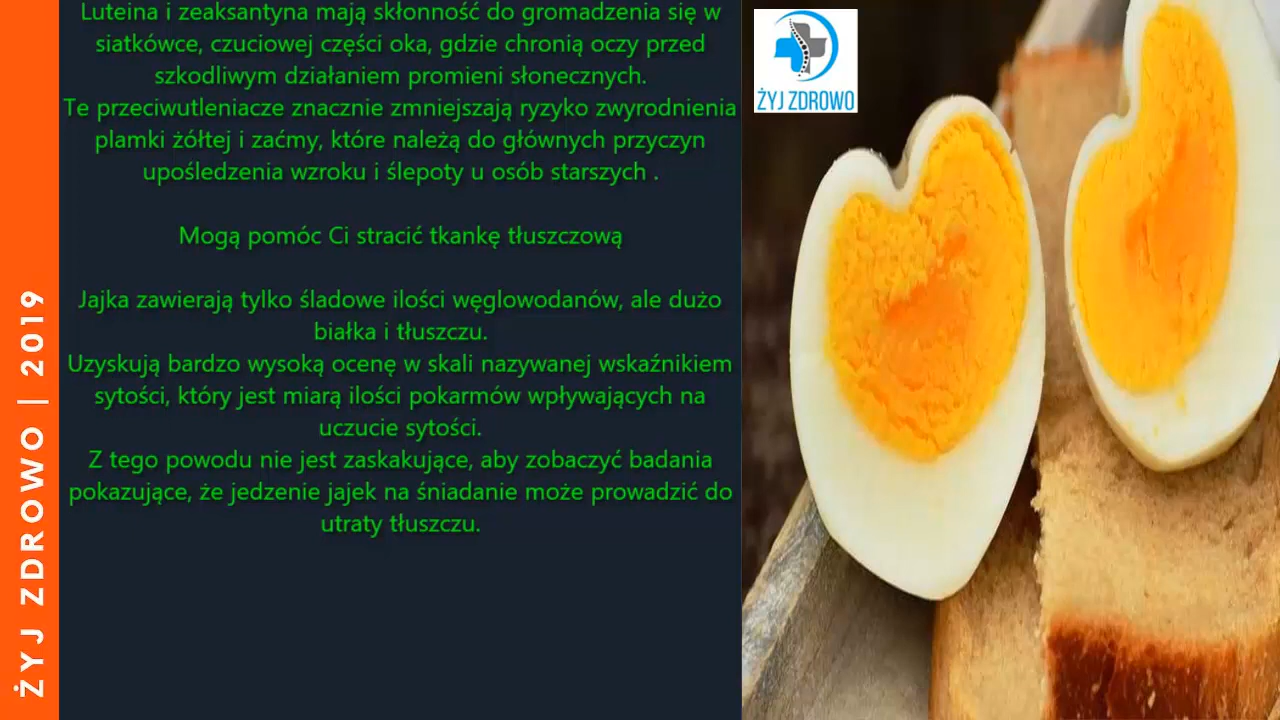 Luteina i zeaksantyna mają skłonność do gromadzenia się w
siatkówce, czuciowej części oka, gdzie chronią oczy przed
szkodliwym działaniem promieni słonecznych.
Te przeciwutleniacze znacznie zmniejszają ryzyko zwyrodnienia
plamki żółtej i zaćmy, które należą do głównych przyczyn
upośledzenia wzroku i ślepoty u osób starszych .
Mogą pomóc Ci stracić tkankę tłuszczową
Jajka zawierają tylko śladowe ilości węglowodanów, ale dużo
białka i tłuszczu.
Uzyskują bardzo wysoką ocenę w skali nazywanej wskaźnikiem
sytości, który jest miarą ilości pokarmów wpływających na
uczucie sytości.
Z tego powodu nie jest zaskakujące, aby zobaczyć badania
pokazujące, że jedzenie jajek na śniadanie może prowadzić do
utraty tłuszczu.
ŻYJ ZDROWO | 2019
ŻYJ ZDROWO